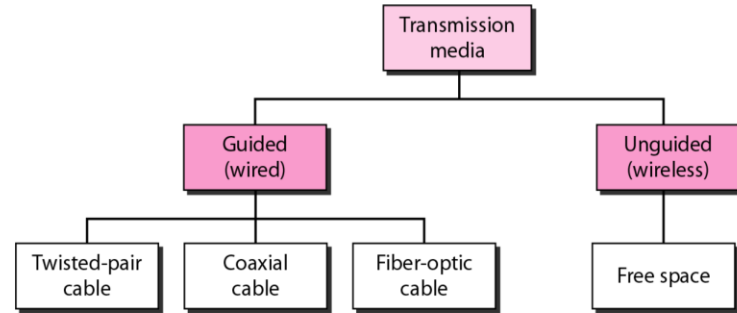 Transmission
media
Guided
(wired)
Unguided
(wireless)
Twisted-pair
cable
Coaxial
cable
Fiber-optic
cable
Free space